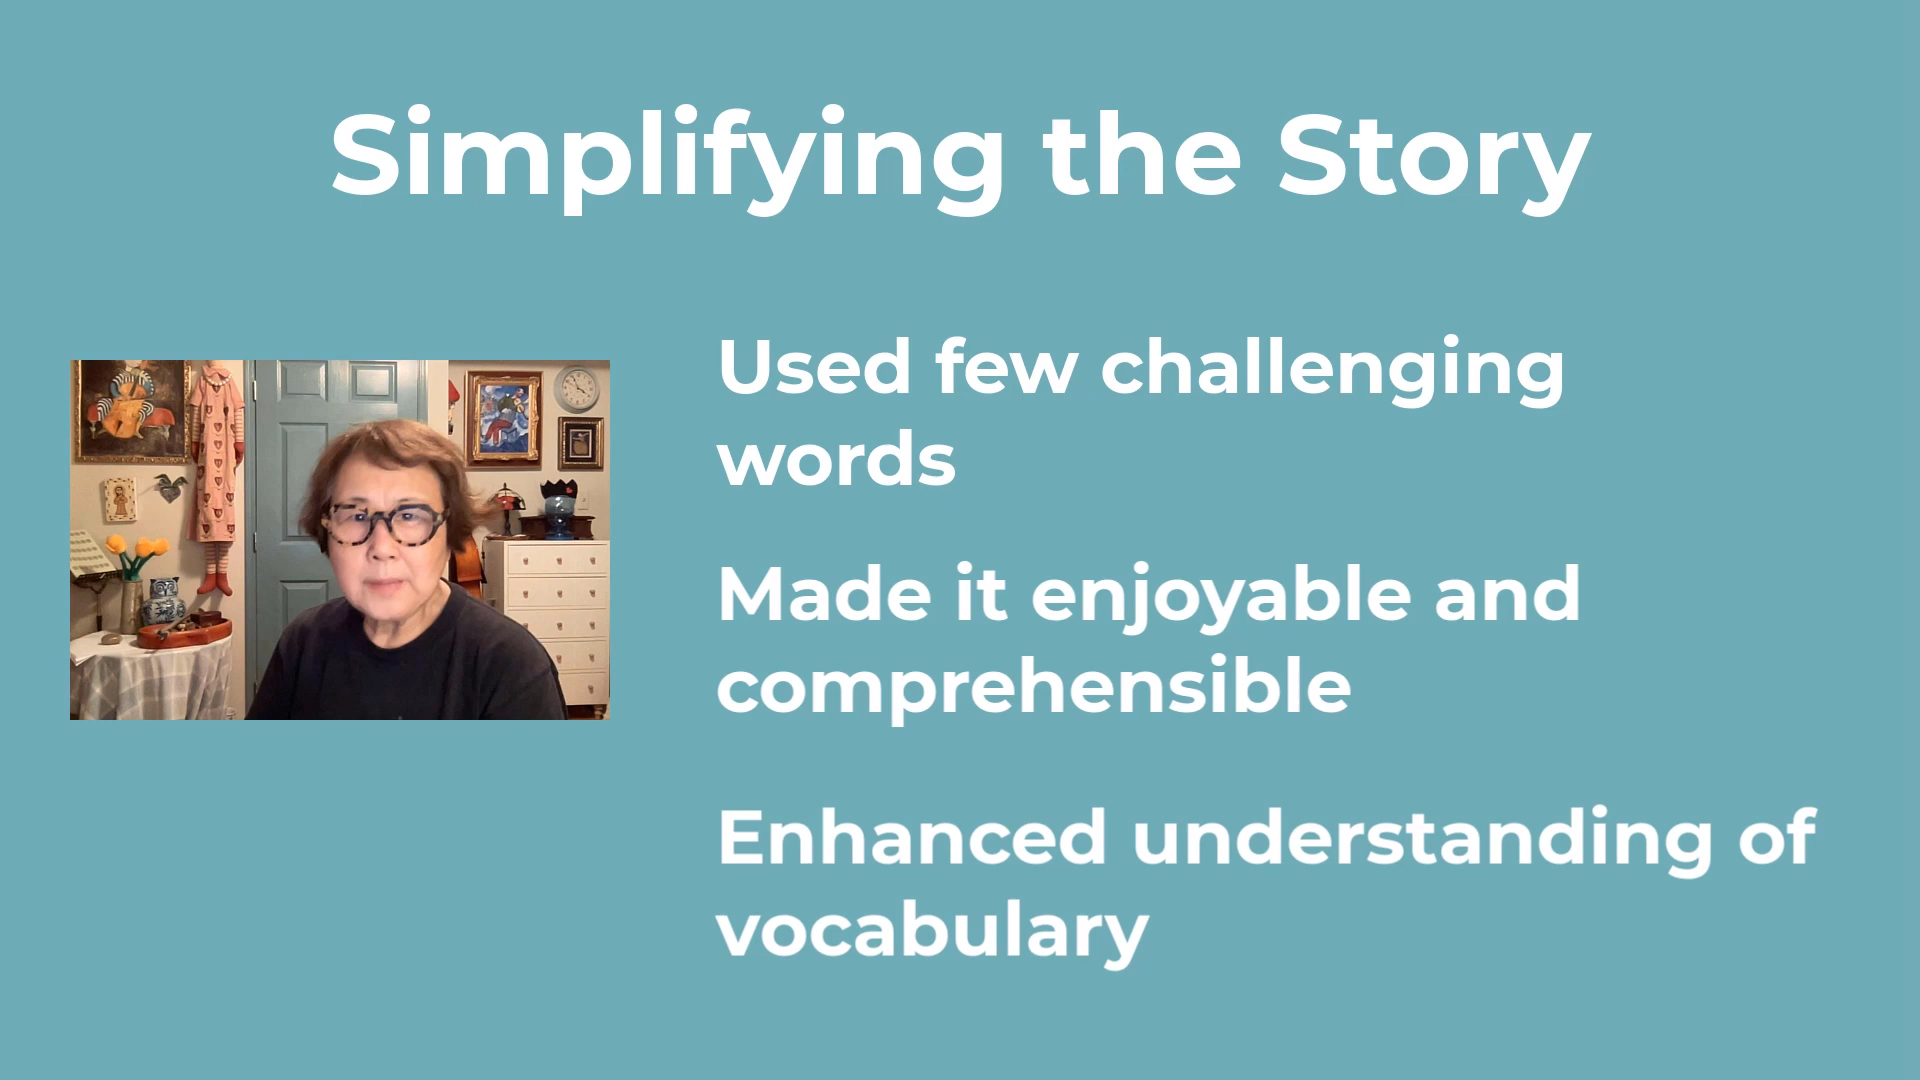 Simplifying the Story
Used few challenging
words
Made it enjoyable and
comprehensible
Enhanced understanding of
vocabulary